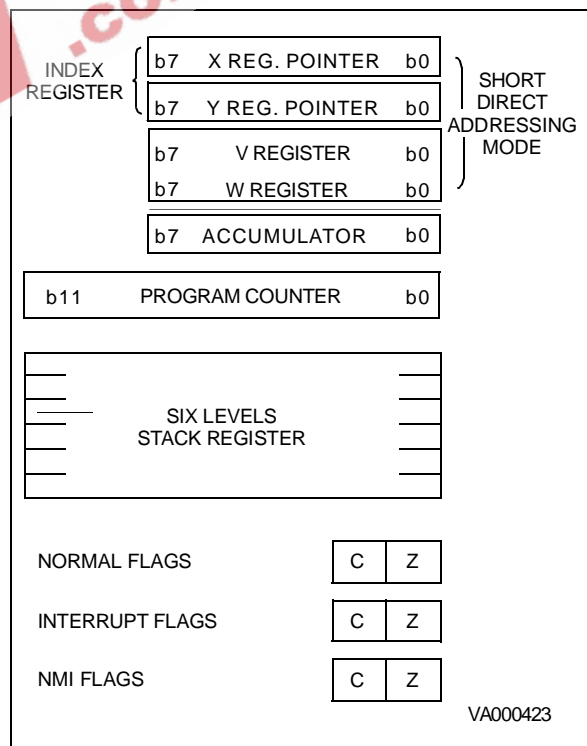 .co
INDEX
REGISTER
b7 X REG. POINTER b0
b7 Y REG. POINTER b0
b7 V REGISTER b0
b7 W REGISTER b0
SHORT
DIRECT
ADDRESSING
MODE
b7 ACCUMULATOR b0
b11 PROGRAM COUNTER b0
SIX LEVELS
STACK REGISTER
NORMAL FLAGS C Z
INTERRUPT FLAGS C Z
NMI FLAGS C Z
VA000423